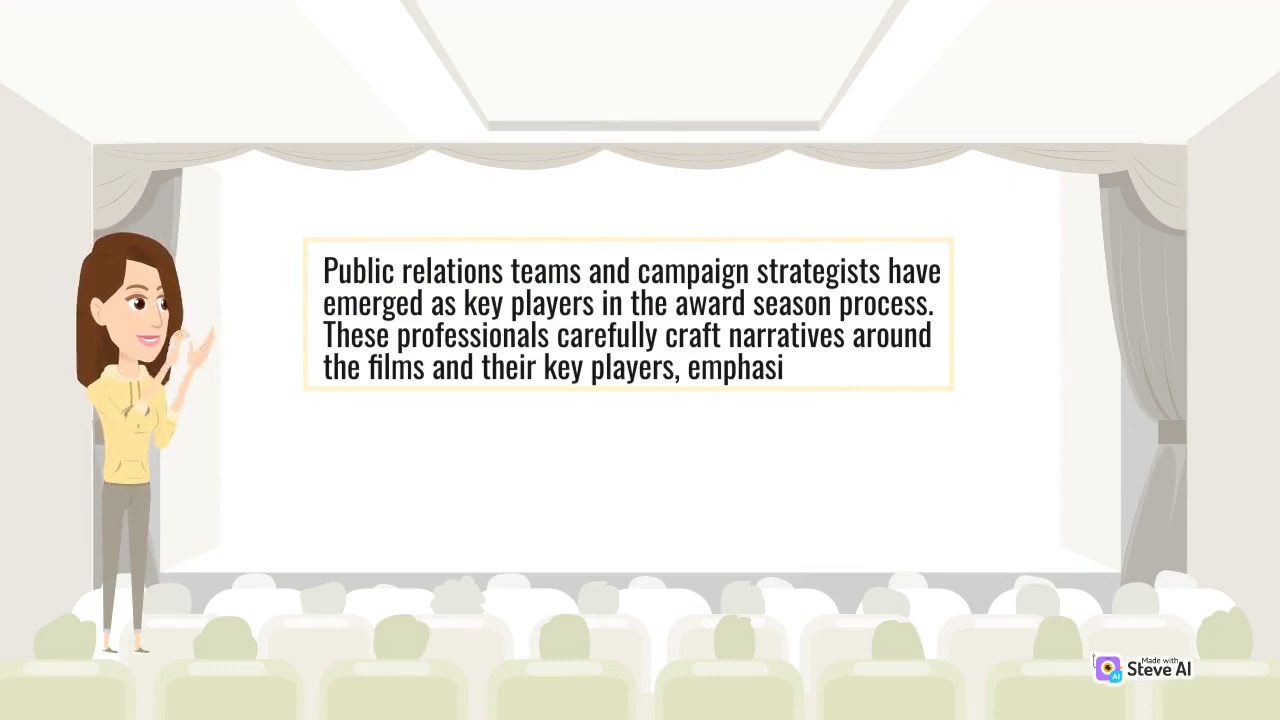 Public relations teams and campaign strategists have
emerged as key players in the award season process.
These professionals carefully craft narratives around
the films and their key players, emphasi
Made with
Steve AI
AI